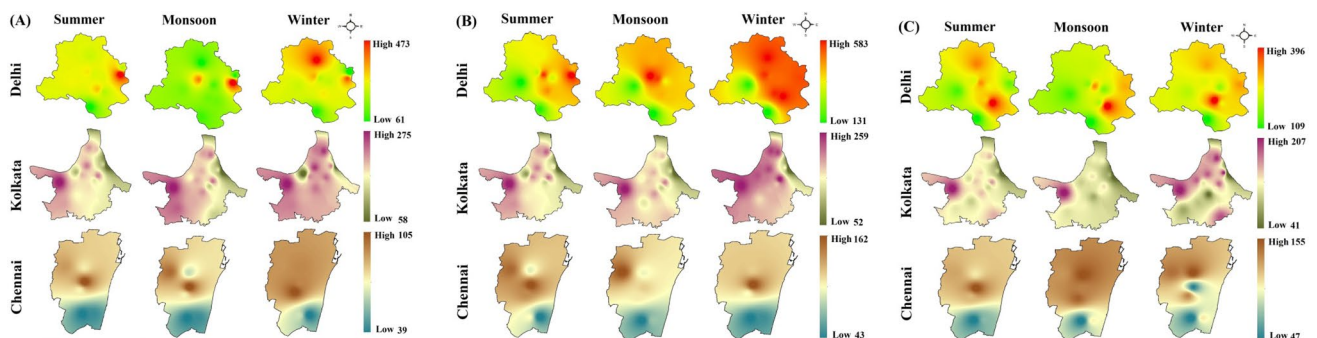 (A) Summer Monsoon Winter
Delhi
High 473
Low 61
Kolkata
High 275
Low 58
Chennai
High 105
Low 39
(B) Summer Monsoon Winter
Delhi
High 583
Low 131
Kolkata
High 259
Low 52
Chennai
High 162
Low 43
(C) Summer Monsoon Winter
Delhi
High 396
Low 109
Kolkata
High 207
Low 41
Chennai
High 155
Low 47